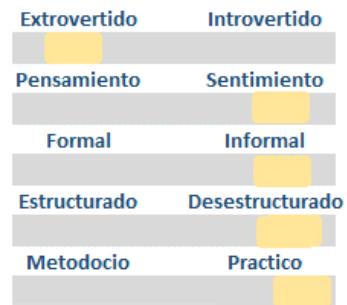 Extrovertido Introvertido
Pensamiento Sentimiento
Formal Informal
Estructurado Desestructurado
Metodocio Practico